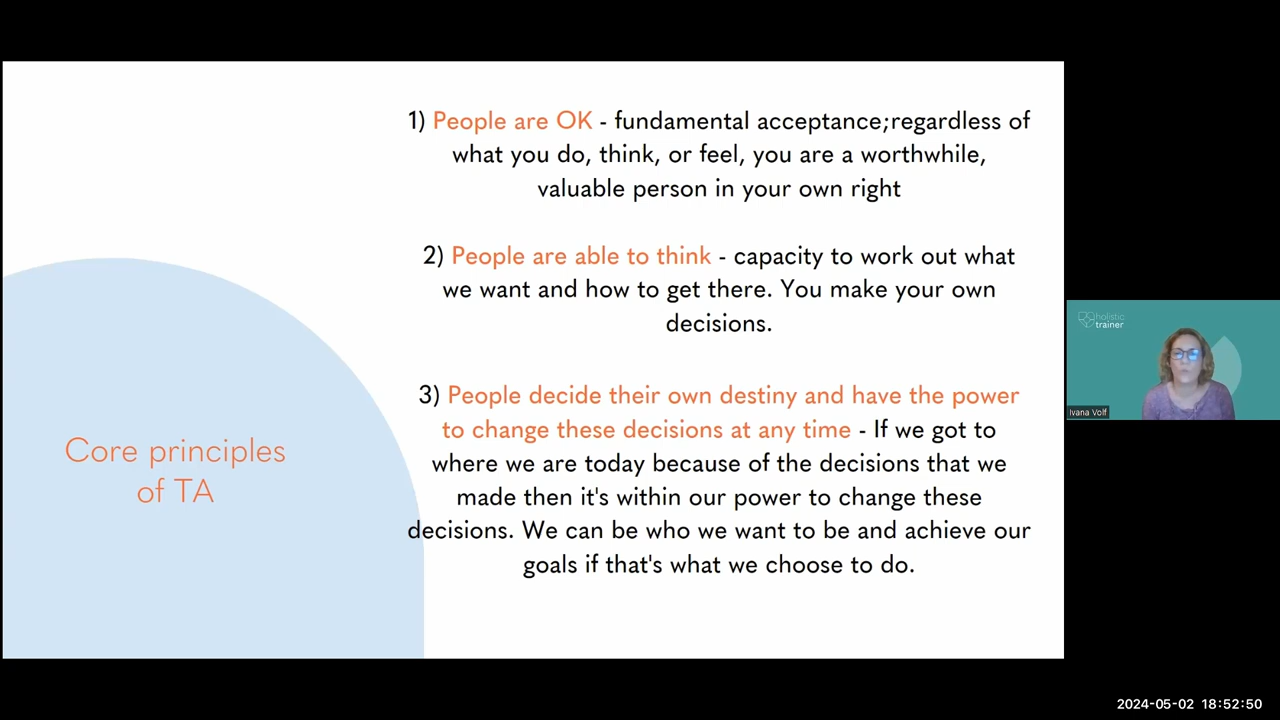 1) People are OK - fundamental acceptance;regardless of
what you do, think, or feel, you are a worthwhile,
valuable person in your own right
2) People are able to think - capacity to work out what
we want and how to get there. You make your own
decisions.
3) People decide their own destiny and have the power
to change these decisions at any time - If we got to
where we are today because of the decisions that we
made then it's within our power to change these
decisions. We can be who we want to be and achieve our
goals if that's what we choose to do.
Core principles
of TA
holistic
trainer
Ivana Volf
2024-05-02 18:52:50